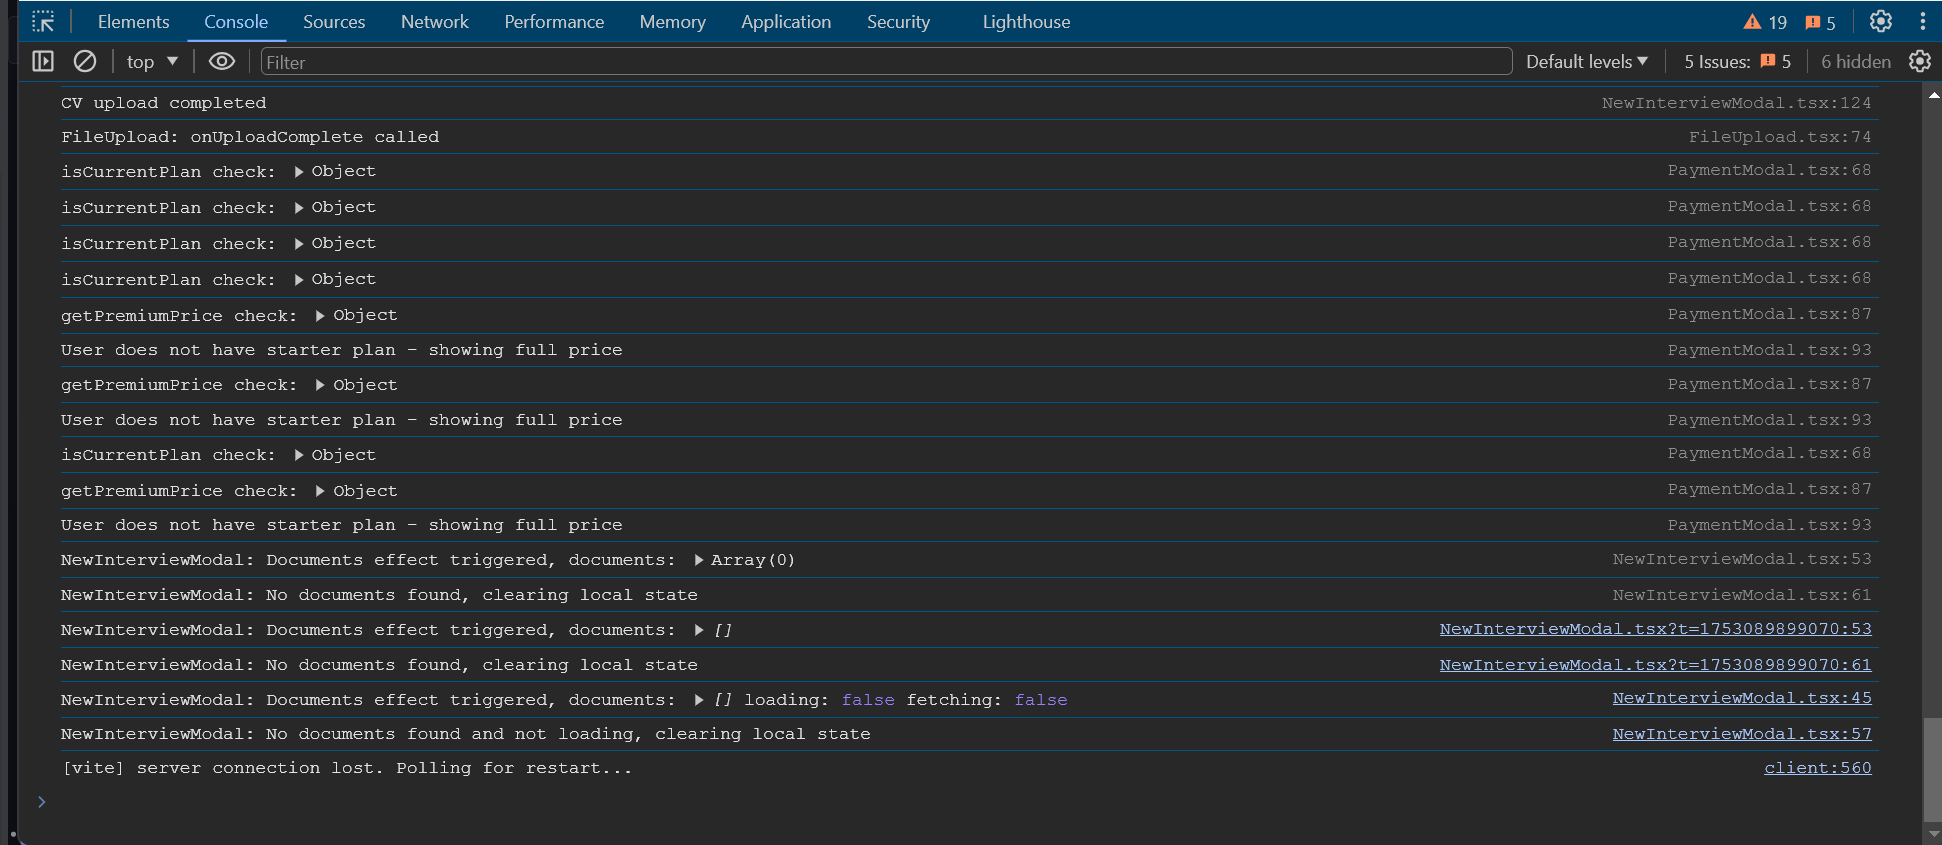 Elements Console Sources Network Performance Memory Application Security Lighthouse 19 5
top Filter Default levels 5 Issues: 5 6 hidden
CV upload completed NewInterviewModal.tsx:124
FileUpload: onUploadComplete called FileUpload.tsx:74
isCurrentPlan check: Object PaymentModal.tsx:68
isCurrentPlan check: Object PaymentModal.tsx:68
isCurrentPlan check: Object PaymentModal.tsx:68
isCurrentPlan check: Object PaymentModal.tsx:68
getPremiumPrice check: Object PaymentModal.tsx:87
User does not have starter plan – showing full price PaymentModal.tsx:93
getPremiumPrice check: Object PaymentModal.tsx:87
User does not have starter plan – showing full price PaymentModal.tsx:93
isCurrentPlan check: Object PaymentModal.tsx:68
getPremiumPrice check: Object PaymentModal.tsx:87
User does not have starter plan – showing full price PaymentModal.tsx:93
NewInterviewModal: Documents effect triggered, documents: Array(0) NewInterviewModal.tsx:53
NewInterviewModal: No documents found, clearing local state NewInterviewModal.tsx:61
NewInterviewModal: Documents effect triggered, documents: [] NewInterviewModal.tsx?t=1753089899070:53
NewInterviewModal: No documents found, clearing local state NewInterviewModal.tsx?t=1753089899070:61
NewInterviewModal: Documents effect triggered, documents: [] loading: false fetching: false NewInterviewModal.tsx:45
NewInterviewModal: No documents found and not loading, clearing local state NewInterviewModal.tsx:57
[vite] server connection lost. Polling for restart... client:560